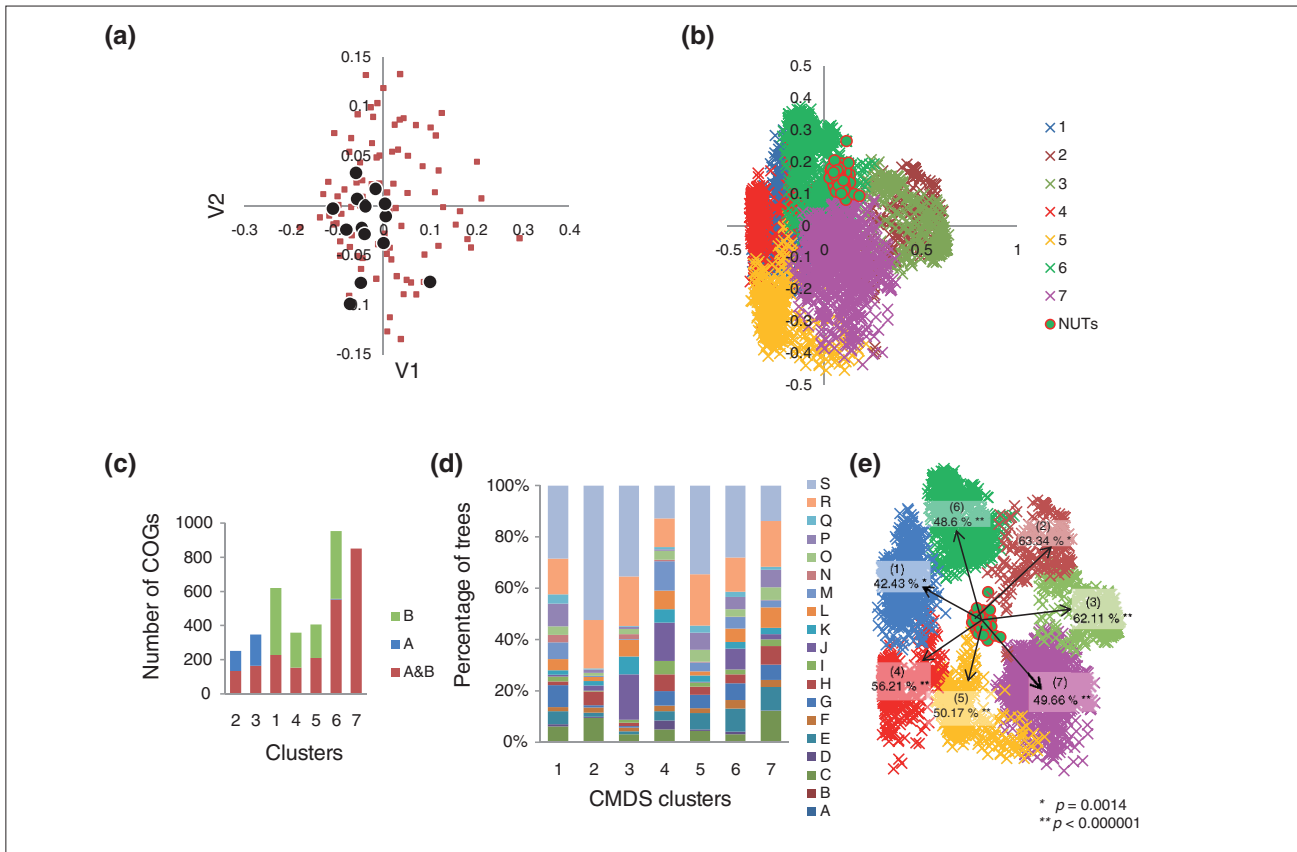 (a)
0.15
0.1
0.05
V2
-0.3 -0.2 -0.1 0 0.1 0.2 0.3 0.4
-0.05
-0.1
-0.15
V1
(b)
0.5
0.4
0.3
0.2
0.1
0
-0.5 0 0.5 1
-0.1
-0.2
-0.3
-0.4
-0.5
1
2
3
4
5
6
7
NUTs
(c)
Number of COGs
1000
800
600
400
200
0
2 3 1 4 5 6 7
Clusters
B
A
A&B
(d)
Percentage of trees
100%
80%
60%
40%
20%
0%
1 2 3 4 5 6 7
CMDS clusters
S
R
Q
P
O
N
M
L
K
J
I
H
G
F
E
D
C
B
A
(e)
(6)
48.6 % **
(2)
63.34 % *
(1)
42.43 % *
(3)
62.11 % **
(4)
56.21 % **
(5)
50.17 % **
(7)
49.66 % **
* p = 0.0014
** p < 0.000001